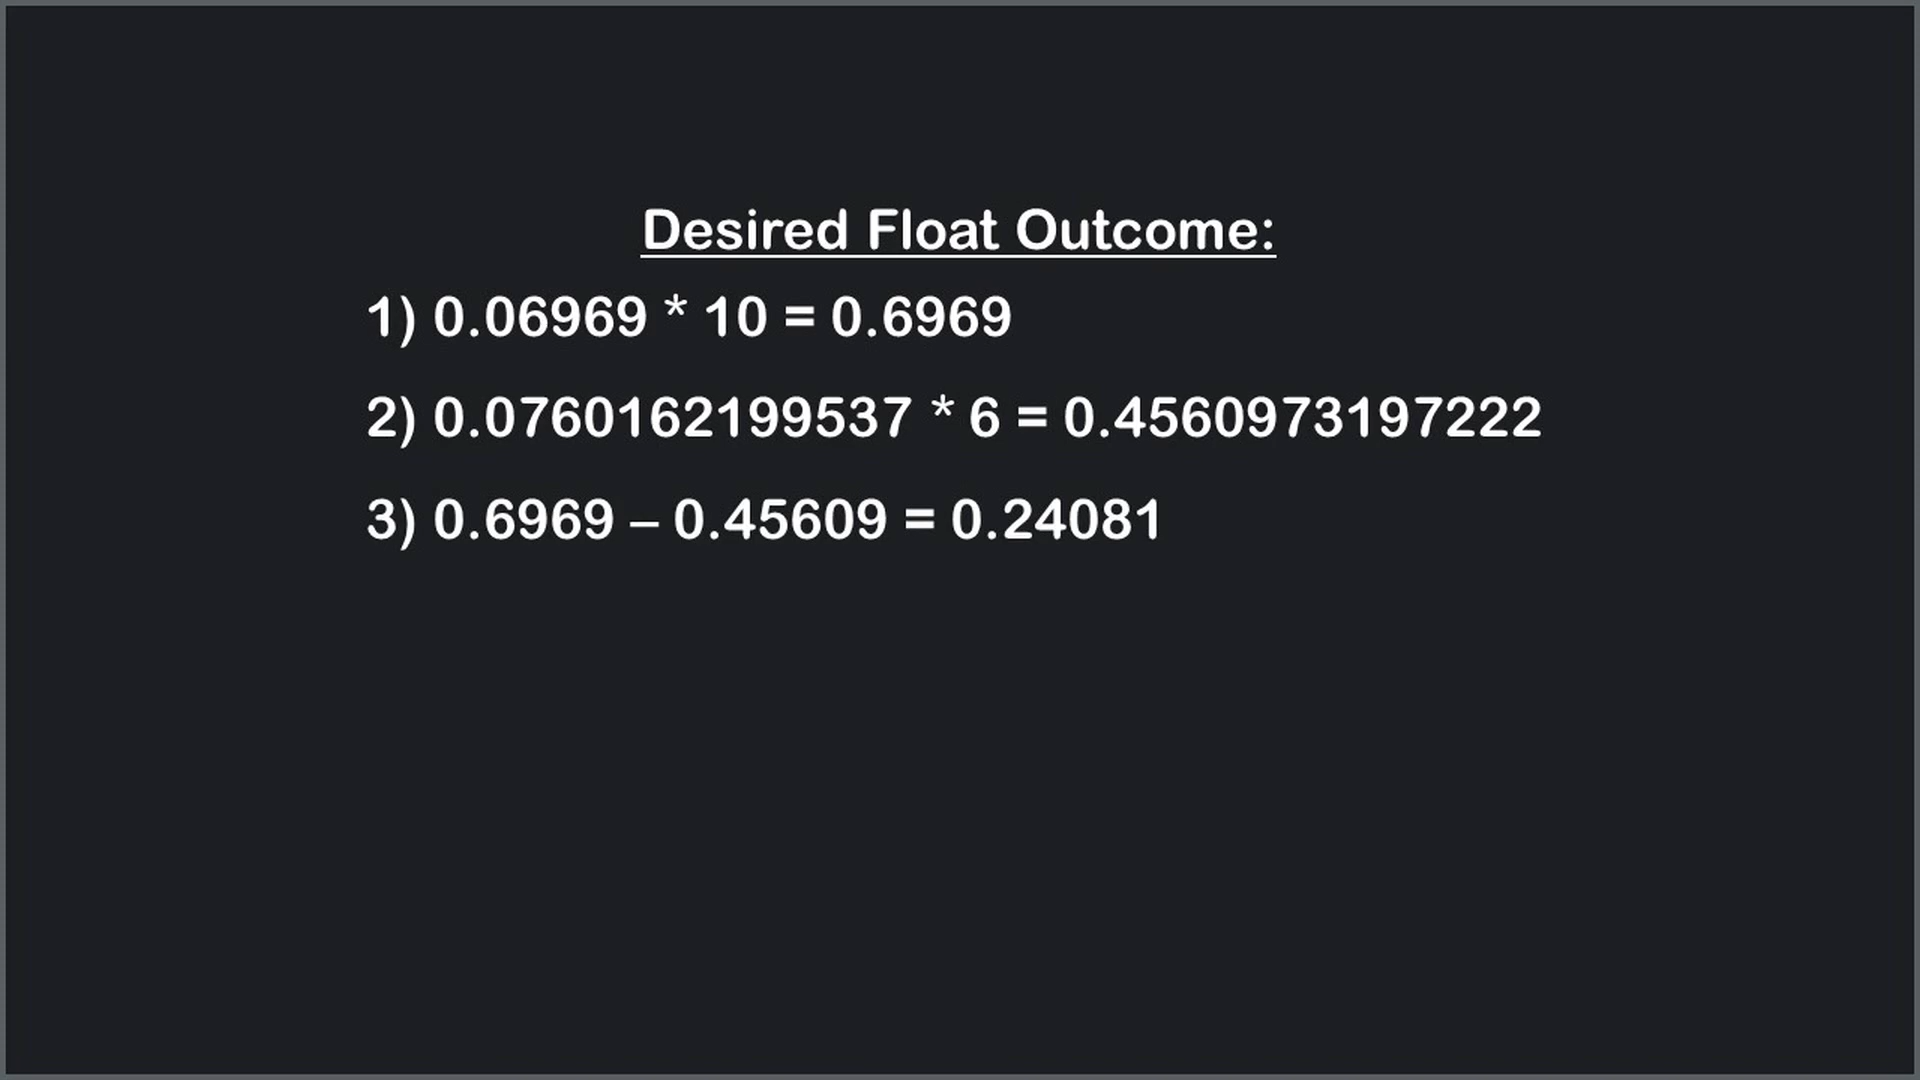 Desired Float Outcome:
1) 0.06969 * 10 = 0.6969
2) 0.0760162199537 * 6 = 0.4560973197222
3) 0.6969 – 0.45609 = 0.24081